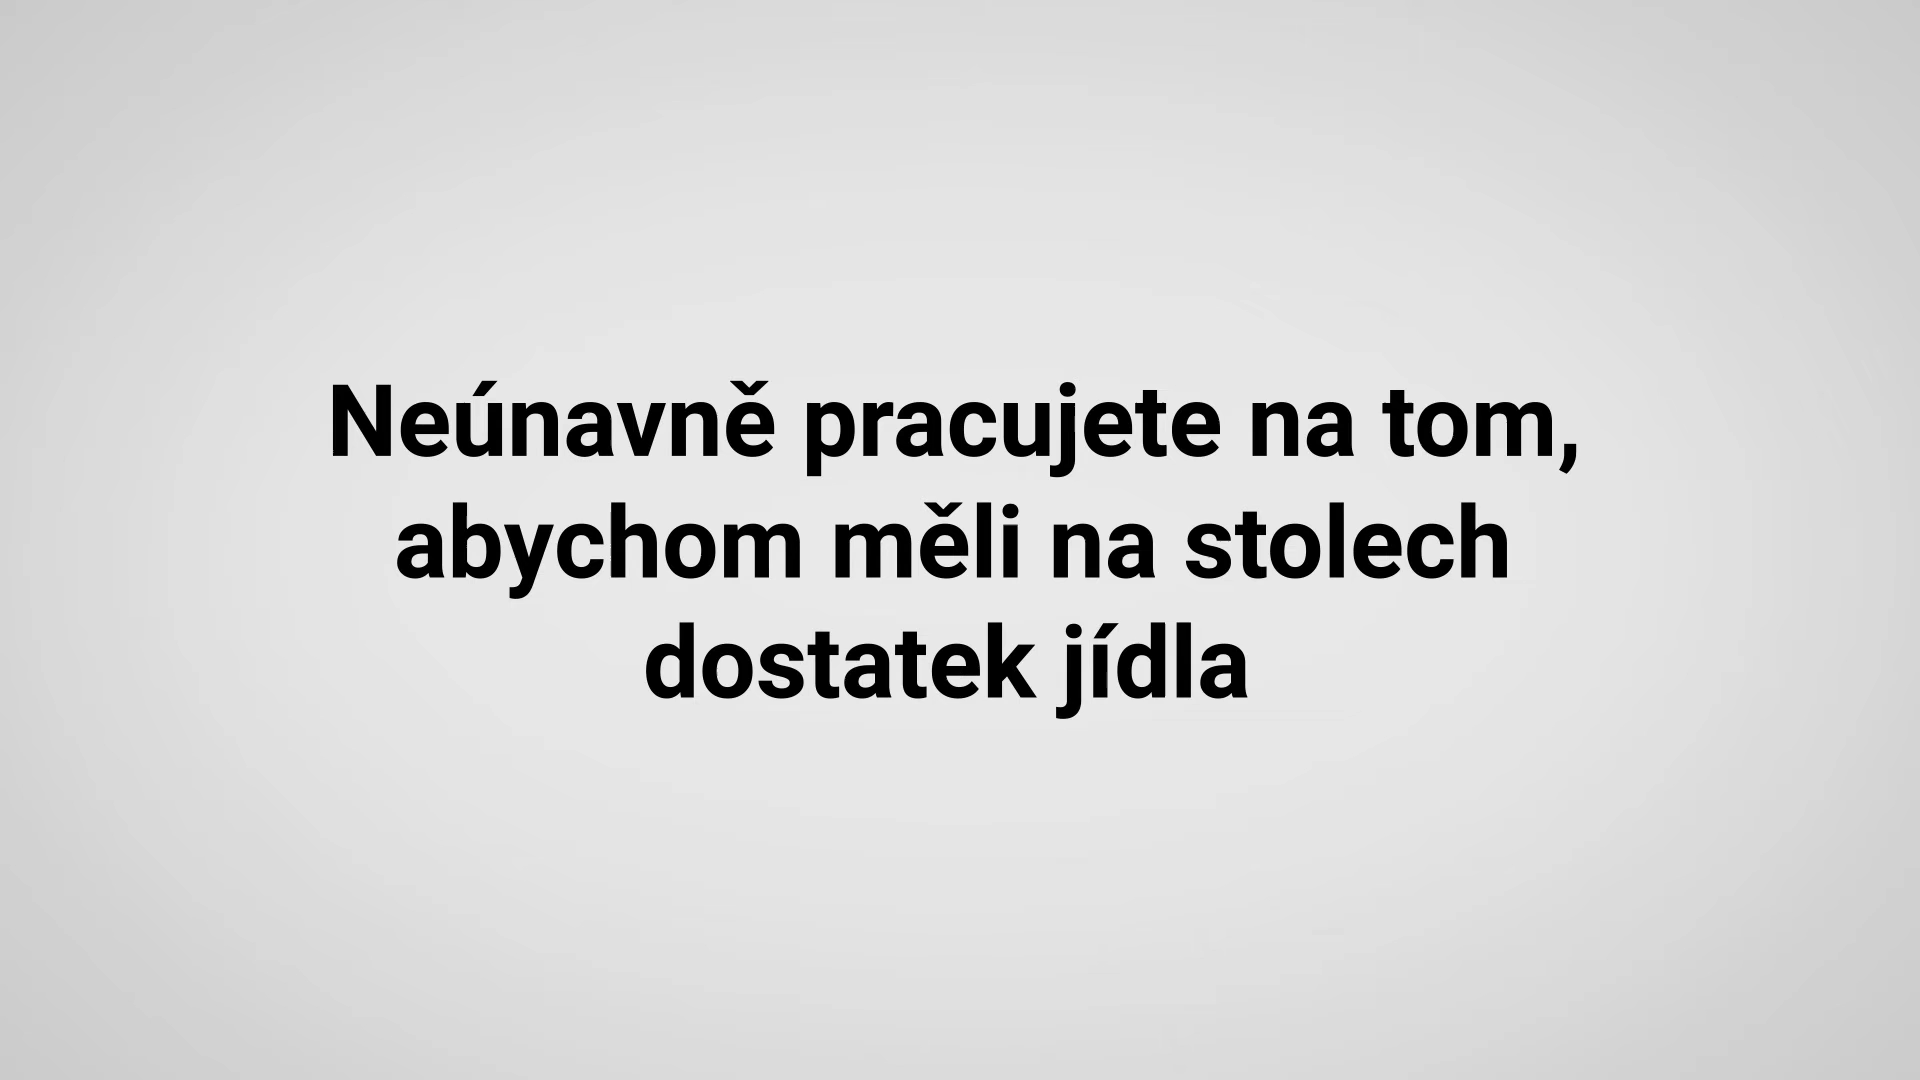 Neúnavně pracujete na tom,
abychom měli na stolech
dostatek jídla